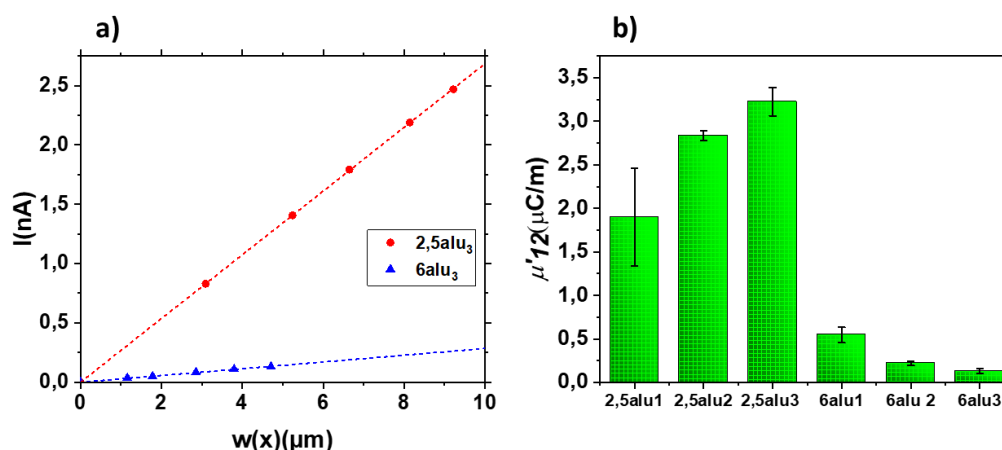 a)
I(nA)
2,5
2,0
1,5
1,0
0,5
0,0
0
2
4
6
8
10
w(x)(µm)
2,5alu3
6alu3
b)
μ'12(μC/m)
3,5
3,0
2,5
2,0
1,5
1,0
0,5
0,0
2,5alu1
2,5alu2
2,5alu3
6alu1
6alu 2
6alu3